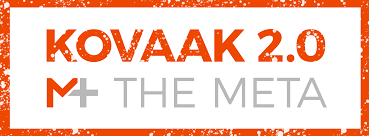 KOVAAK 2.0
M+ THE META